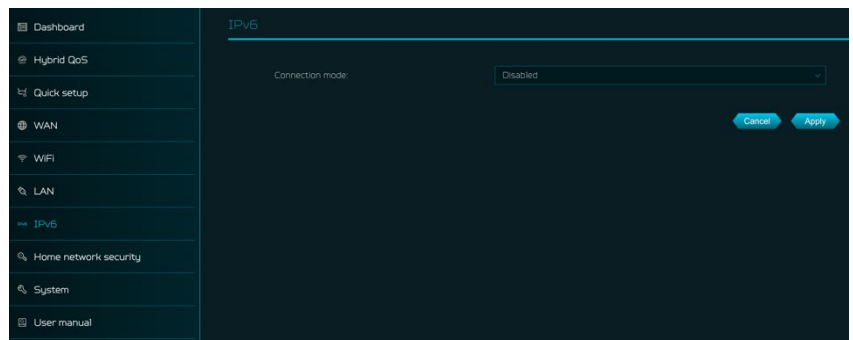 Dashboard
Hybrid QoS
Quick setup
WAN
WiFi
LAN
IPv6
Home network security
System
User manual
IPv6
Connection mode:
Disabled
Cancel
Apply